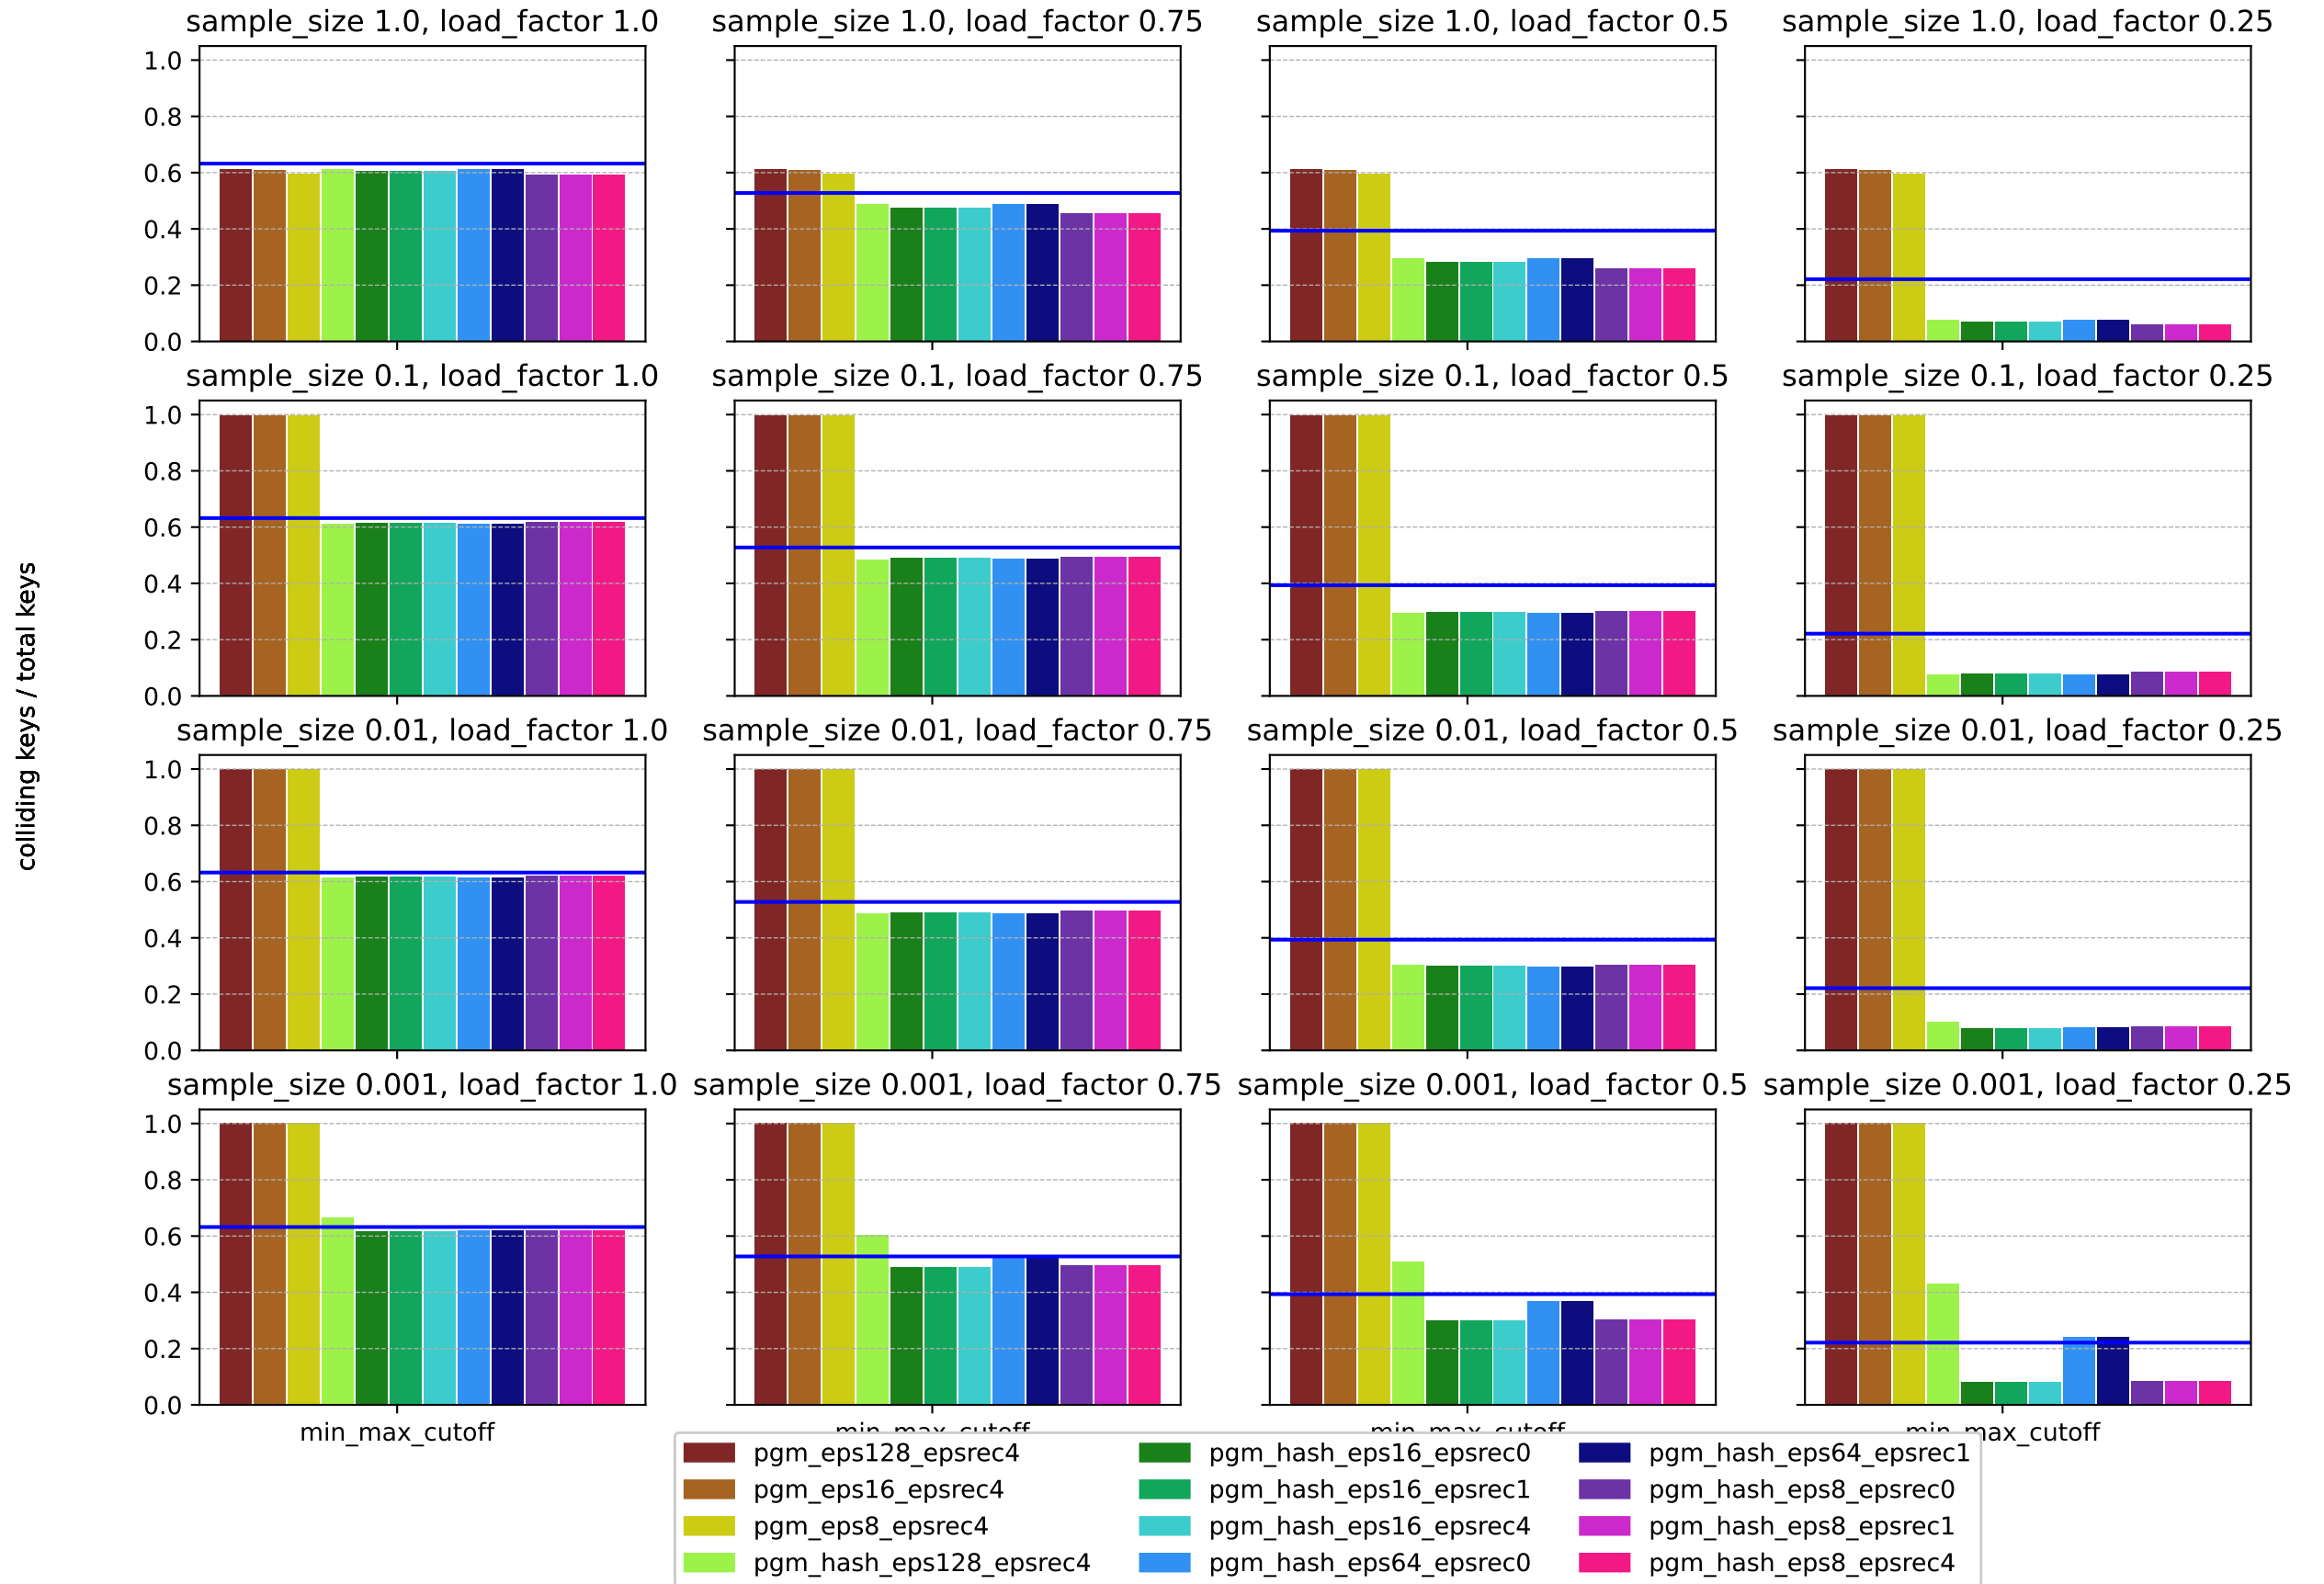 sample_size 1.0, load_factor 1.0
sample_size 1.0, load_factor 0.75
sample_size 1.0, load_factor 0.5
sample_size 1.0, load_factor 0.25
1.0
0.8
0.6
0.4
0.2
0.0
sample_size 0.1, load_factor 1.0
sample_size 0.1, load_factor 0.75
sample_size 0.1, load_factor 0.5
sample_size 0.1, load_factor 0.25
1.0
0.8
0.6
0.4
0.2
0.0
colliding keys / total keys
sample_size 0.01, load_factor 1.0
sample_size 0.01, load_factor 0.75
sample_size 0.01, load_factor 0.5
sample_size 0.01, load_factor 0.25
1.0
0.8
0.6
0.4
0.2
0.0
sample_size 0.001, load_factor 1.0
sample_size 0.001, load_factor 0.75
sample_size 0.001, load_factor 0.5
sample_size 0.001, load_factor 0.25
1.0
0.8
0.6
0.4
0.2
0.0
min_max_cutoff
min_max_cutoff
min_max_cutoff
min_max_cutoff
pgm_eps128_epsrec4
pgm_eps16_epsrec4
pgm_eps8_epsrec4
pgm_hash_eps128_epsrec4
pgm_hash_eps16_epsrec0
pgm_hash_eps16_epsrec1
pgm_hash_eps16_epsrec4
pgm_hash_eps64_epsrec0
pgm_hash_eps64_epsrec1
pgm_hash_eps8_epsrec0
pgm_hash_eps8_epsrec1
pgm_hash_eps8_epsrec4